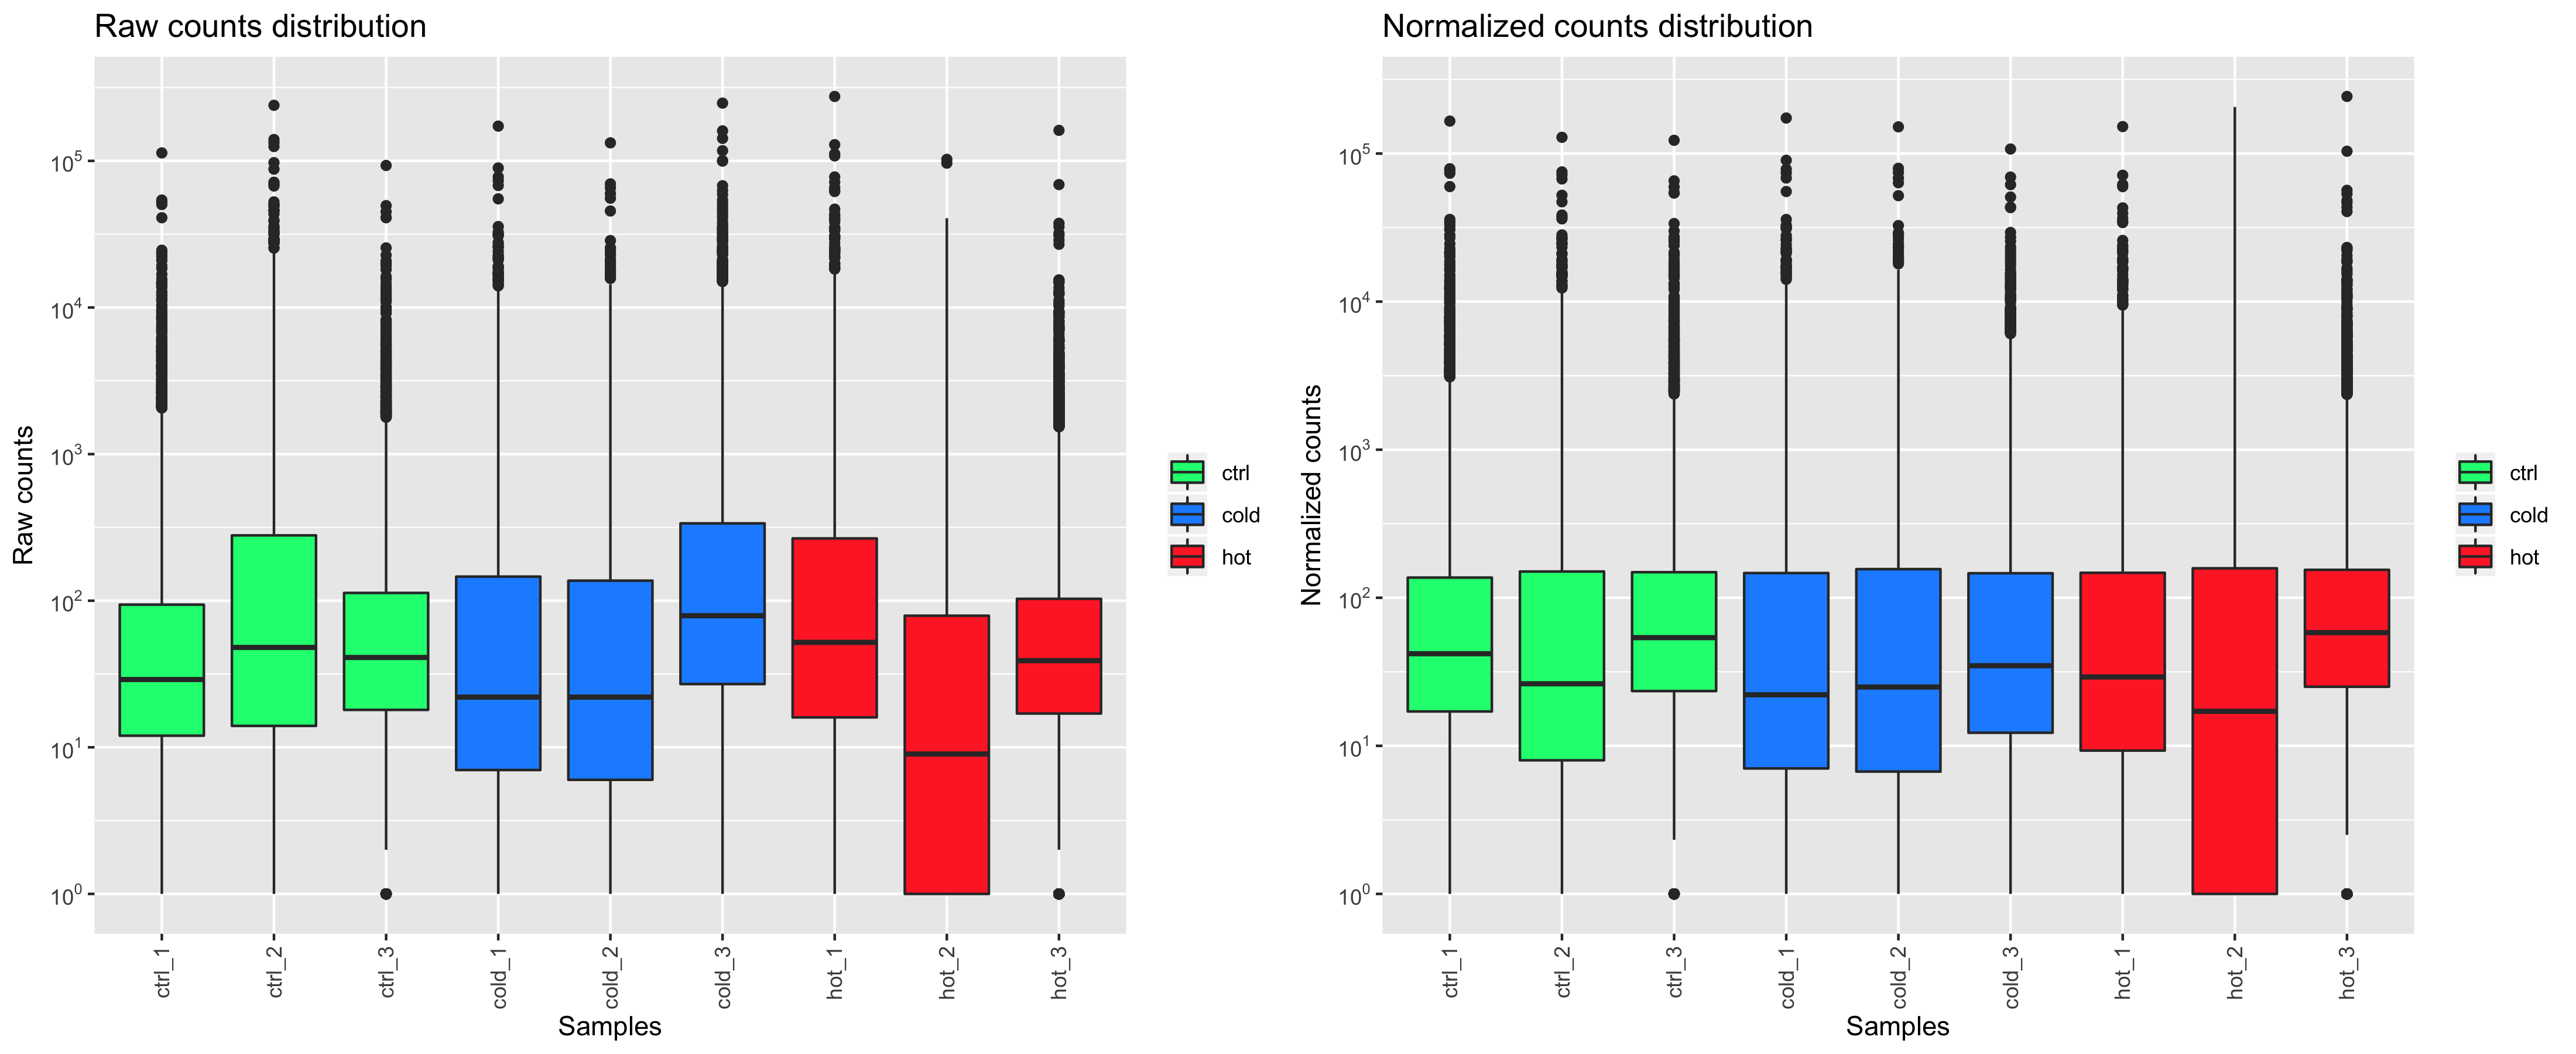 Raw counts distribution
Raw counts
10^5
10^4
10^3
10^2
10^1
10^0
ctrl_1
ctrl_2
ctrl_3
cold_1
cold_2
cold_3
hot_1
hot_2
hot_3
Samples
ctrl
cold
hot
Normalized counts distribution
Normalized counts
10^5
10^4
10^3
10^2
10^1
10^0
ctrl_1
ctrl_2
ctrl_3
cold_1
cold_2
cold_3
hot_1
hot_2
hot_3
Samples
ctrl
cold
hot